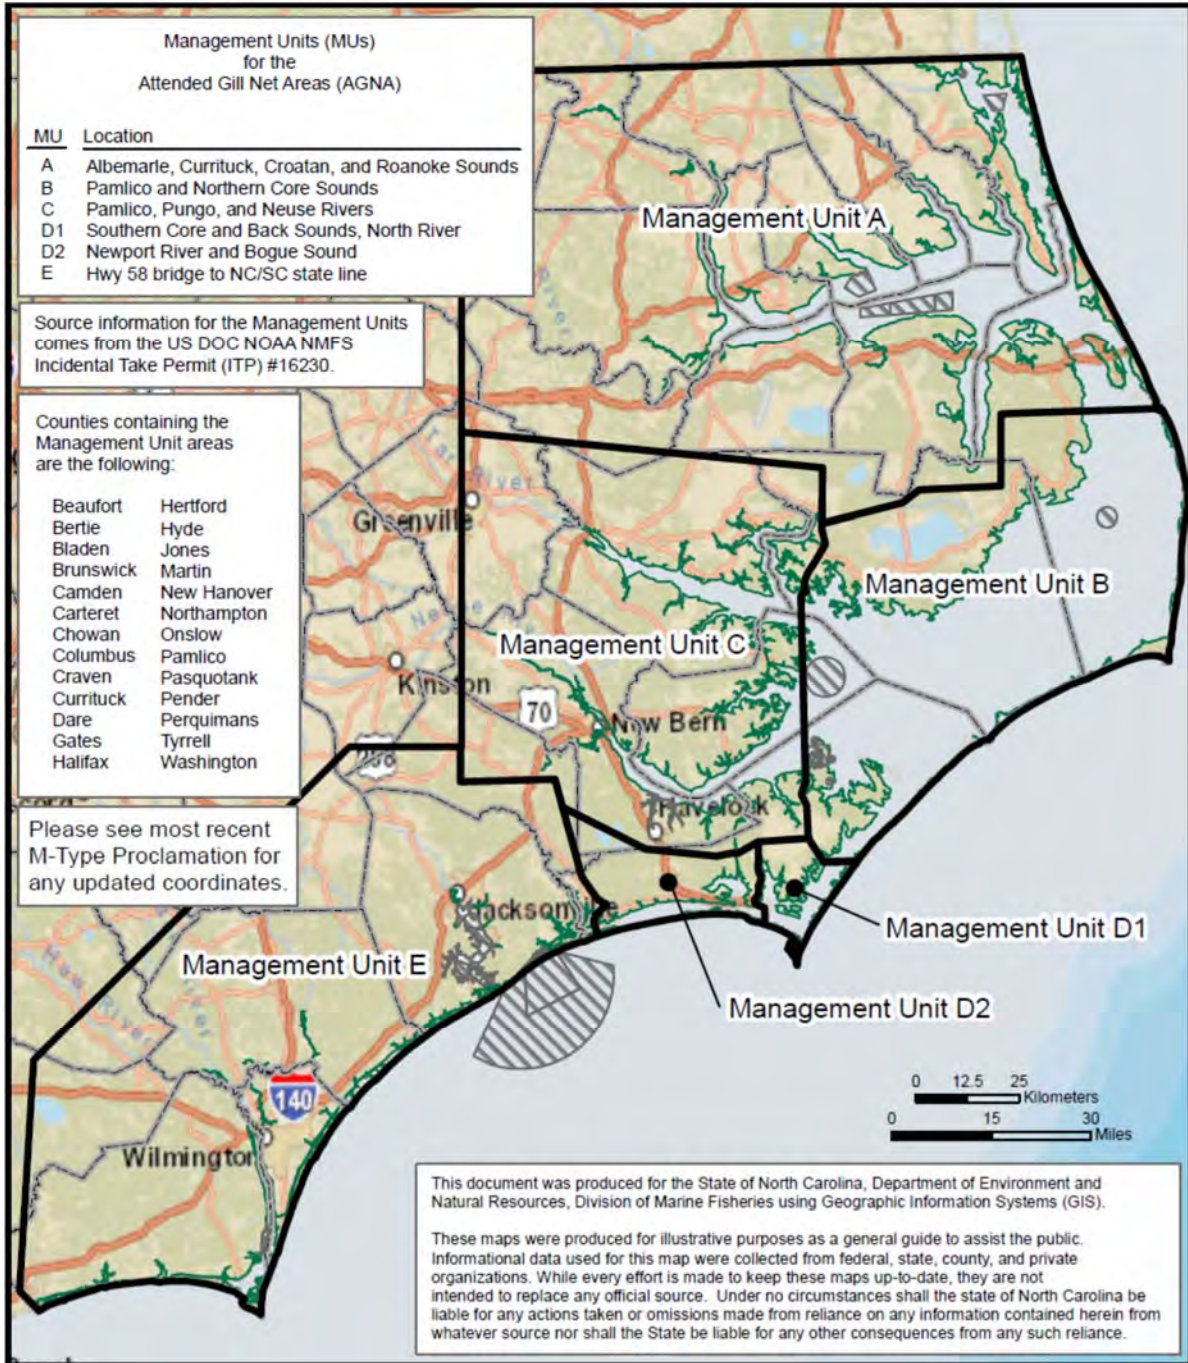 Management Units (MUs)
for the
Attended Gill Net Areas (AGNA)
MU Location
A Albemarle, Currituck, Croatan, and Roanoke Sounds
B Pamlico and Northern Core Sounds
C Pamlico, Pungo, and Neuse Rivers
D1 Southern Core and Back Sounds, North River
D2 Newport River and Bogue Sound
E Hwy 58 bridge to NC/SC state line
Source information for the Management Units
comes from the US DOC NOAA NMFS
Incidental Take Permit (ITP) #16230.
Counties containing the
Management Unit areas
are the following:
Beaufort Hertford
Bertie Hyde
Bladen Jones
Brunswick Martin
Camden New Hanover
Carteret Northampton
Chowan Onslow
Columbus Pamlico
Craven Pasquotank
Currituck Pender
Dare Perquimans
Gates Tyrrell
Halifax Washington
Please see most recent
M-Type Proclamation for
any updated coordinates.
Management Unit A
River
Tar River
Greenville
Management Unit B
Management Unit C
Kinston
70
New Bern
Havelock
Jacksonville
Management Unit D1
Management Unit E
River
Management Unit D2
140
Wilmington
0 12.5 25
Kilometers
0 15 30
Miles
This document was produced for the State of North Carolina, Department of Environment and
Natural Resources, Division of Marine Fisheries using Geographic Information Systems (GIS).
These maps were produced for illustrative purposes as a general guide to assist the public.
Informational data used for this map were collected from federal, state, county, and private
organizations. While every effort is made to keep these maps up-to-date, they are not
intended to replace any official source. Under no circumstances shall the state of North Carolina be
liable for any actions taken or omissions made from reliance on any information contained herein from
whatever source nor shall the State be liable for any other consequences from any such reliance.